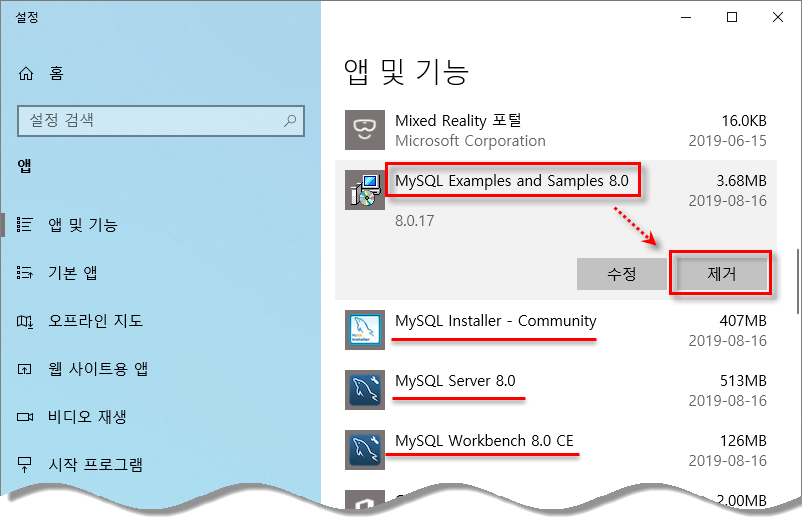 설정
홈
설정 검색
앱
앱 및 기능
기본 앱
오프라인 지도
웹 사이트용 앱
비디오 재생
시작 프로그램
앱 및 기능
Mixed Reality 포털 16.0KB
Microsoft Corporation 2019-06-15
MySQL Examples and Samples 8.0 3.68MB
2019-08-16
8.0.17
수정 제거
MySQL Installer - Community 407MB
2019-08-16
MySQL Server 8.0 513MB
2019-08-16
MySQL Workbench 8.0 CE 126MB
2019-08-16
2.00MB